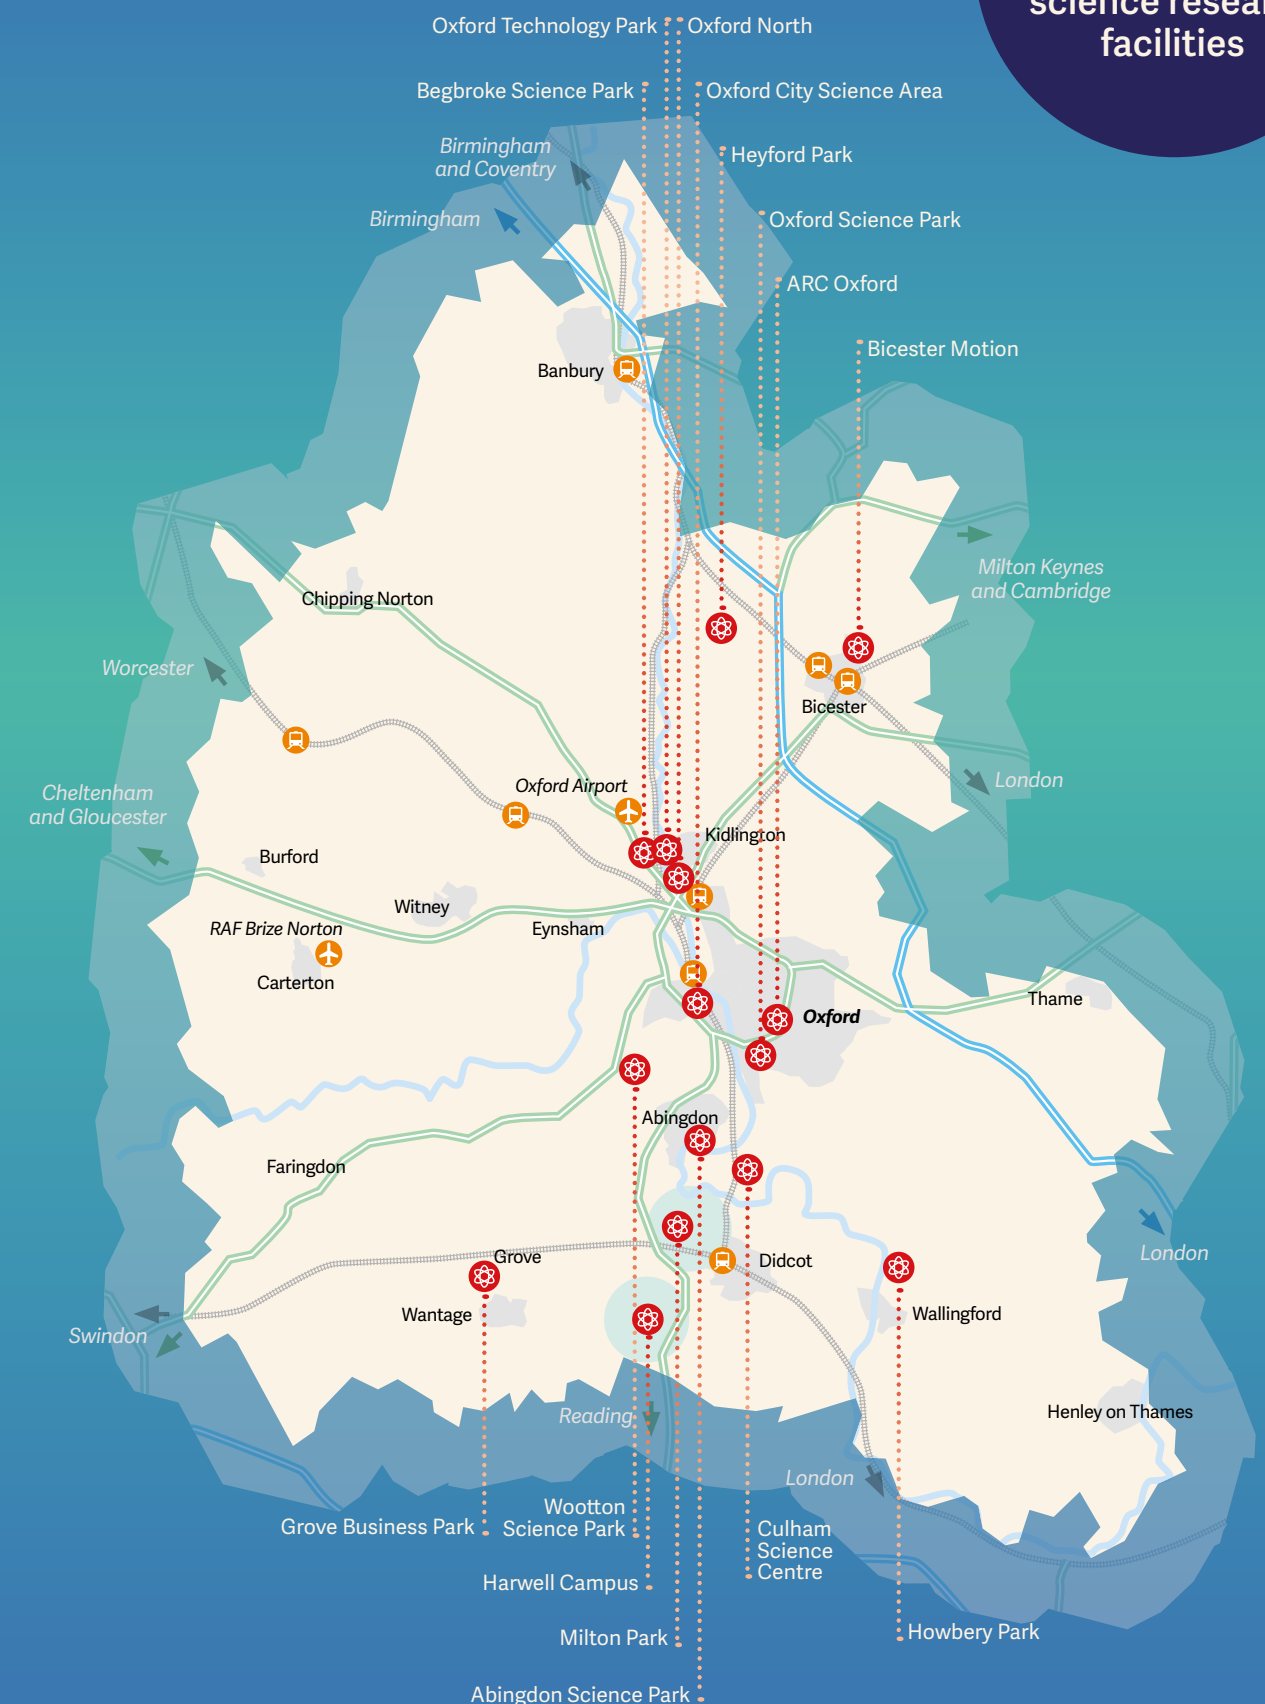 science resear
facilities
Oxford Technology Park
Oxford North
Begbroke Science Park
Oxford City Science Area
Birmingham
and Coventry
Heyford Park
Birmingham
Oxford Science Park
ARC Oxford
Bicester Motion
Banbury
Milton Keynes
and Cambridge
Chipping Norton
Worcester
Bicester
London
Oxford Airport
Cheltenham
and Gloucester
Kidlington
Burford
Witney
RAF Brize Norton
Eynsham
Carterton
Thame
Oxford
Abingdon
Faringdon
London
Grove
Didcot
Wantage
Wallingford
Swindon
Reading
Henley on Thames
London
Wootton
Science Park
Grove Business Park
Culham
Science
Centre
Harwell Campus
Milton Park
Howbery Park
Abingdon Science Park